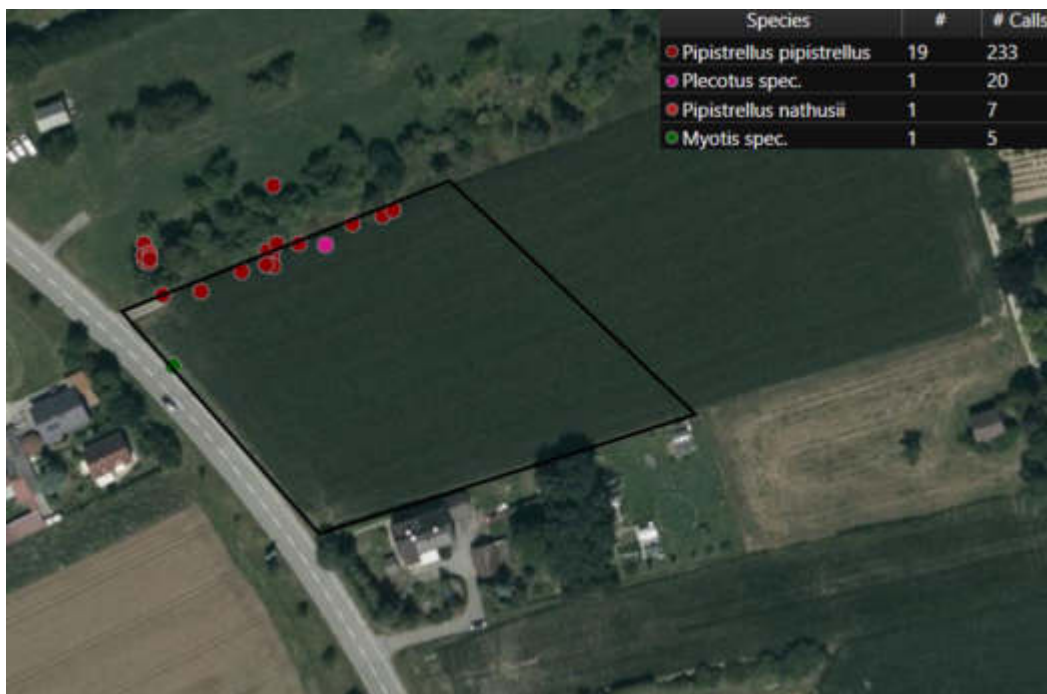 Species # # Calls
Pipistrellus pipistrellus 19 233
Plecotus spec. 1 20
Pipistrellus nathusii 1 7
Myotis spec. 1 5